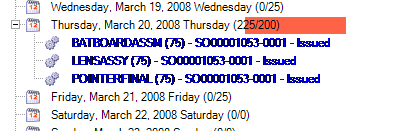 Wednesday, March 19, 2008 Wednesday (0/25)
Thursday, March 20, 2008 Thursday (225/200)
BATBOARDASSM (75) - SO00001053-0001 - Issued
LENSASSY (75) - SO00001053-0001 - Issued
POINTERFINAL (75) - SO00001053-0001 - Issued
Friday, March 21, 2008 Friday (0/25)
Saturday, March 22, 2008 Saturday (0/0)